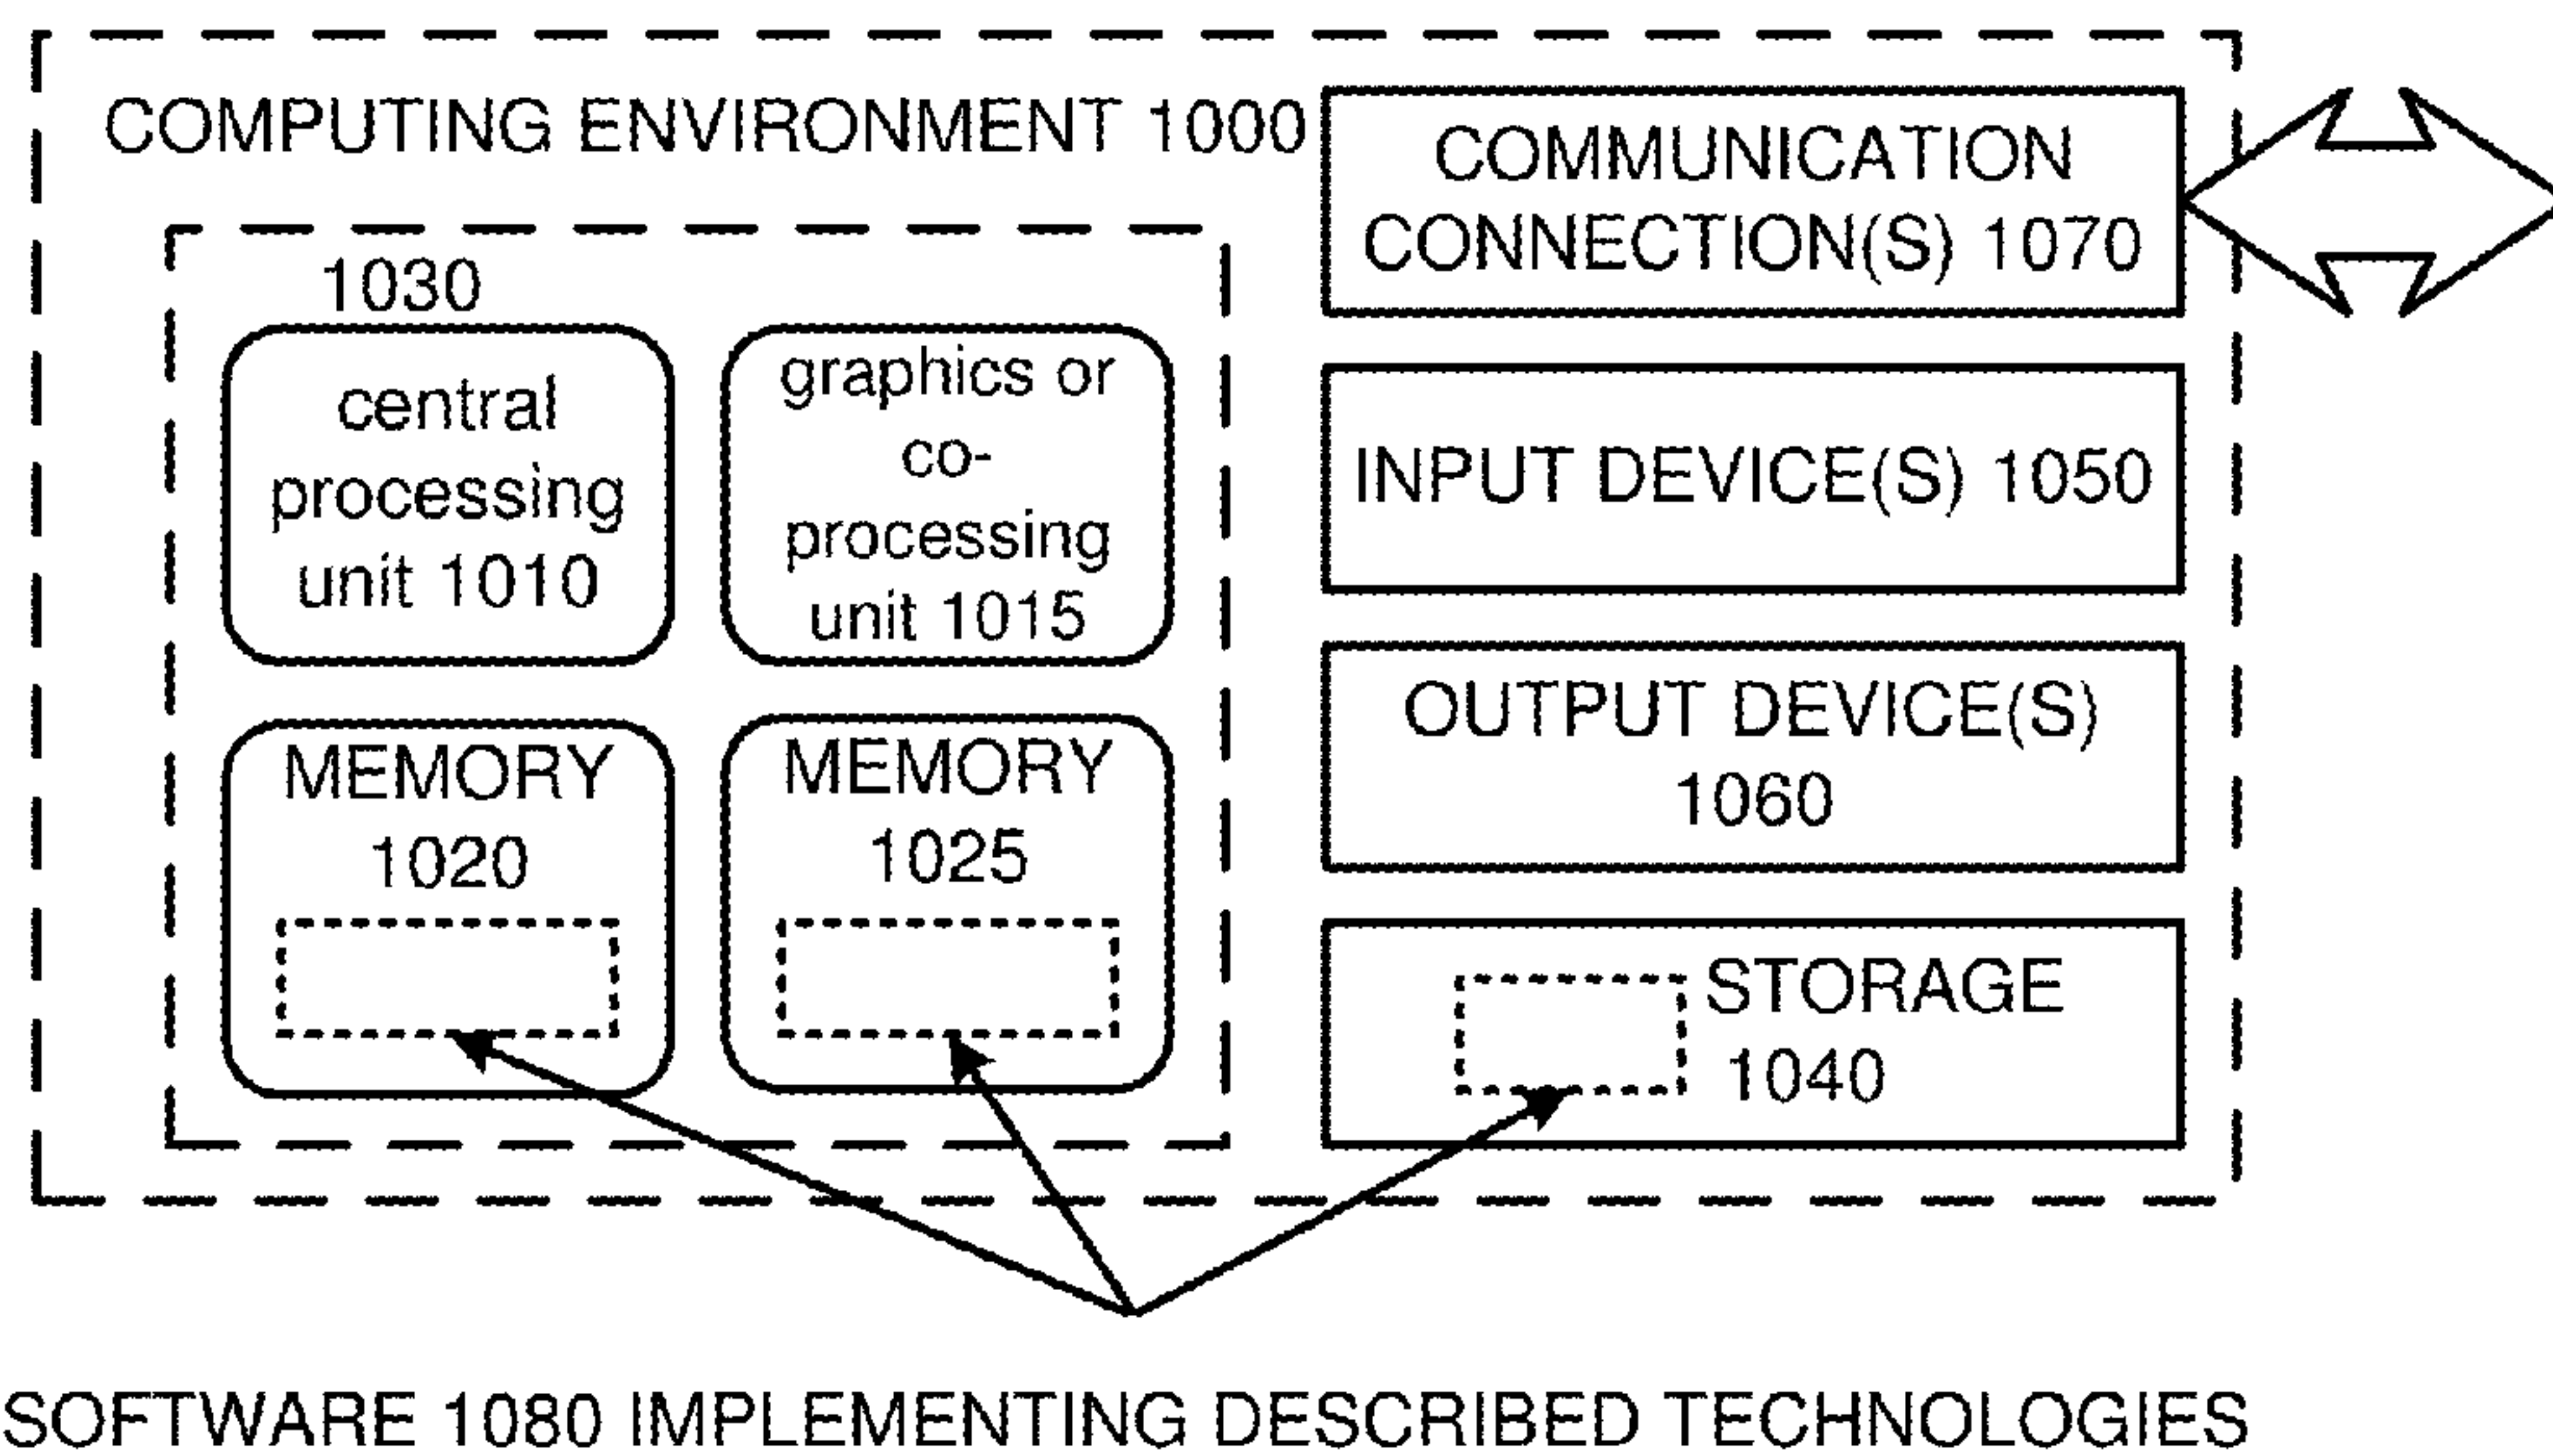 COMPUTING ENVIRONMENT 1000
1030
central
processing
unit 1010
graphics or
co-
processing
unit 1015
MEMORY
1020
MEMORY
1025
COMMUNICATION
CONNECTION(S) 1070
INPUT DEVICE(S) 1050
OUTPUT DEVICE(S)
1060
STORAGE
1040
SOFTWARE 1080 IMPLEMENTING DESCRIBED TECHNOLOGIES